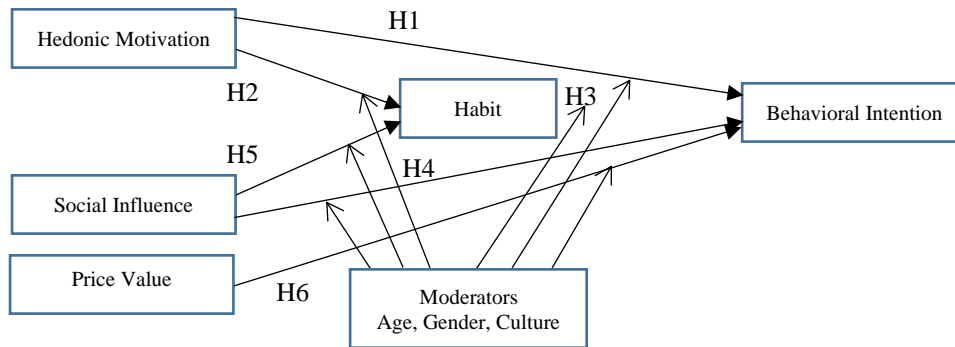 H1
Hedonic Motivation
H2
Habit
H3
Behavioral Intention
H5
H4
Social Influence
Price Value
H6
Moderators
Age, Gender, Culture